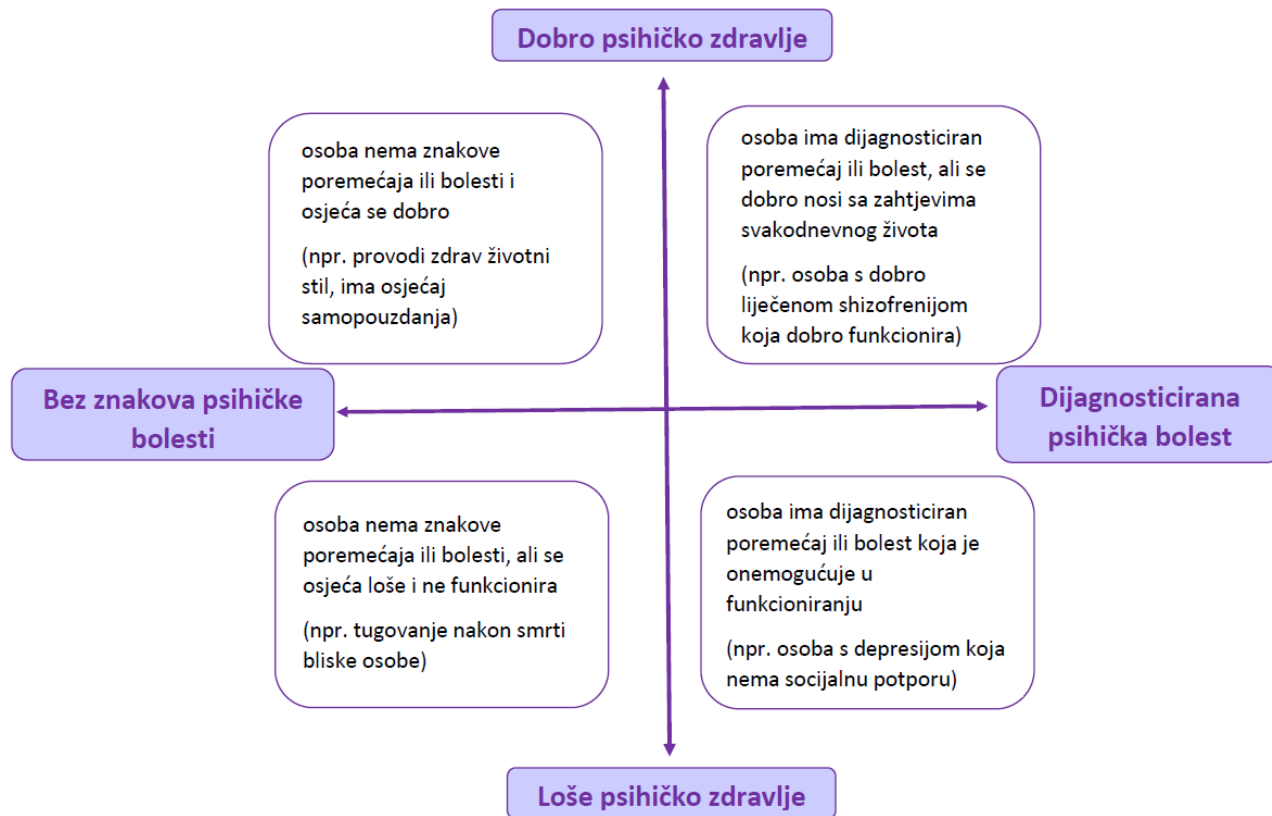 Dobro psihičko zdravlje
osoba nema znakove
poremećaja ili bolesti i
osjeća se dobro
(npr. provodi zdrav životni
stil, ima osjećaj
samopouzdanja)
osoba ima dijagnosticiran
poremećaj ili bolest, ali se
dobro nosi sa zahtjevima
svakodnevnog života
(npr. osoba s dobro
liječenom shizofrenijom
koja dobro funkcionira)
Bez znakova psihičke
bolesti
Dijagnosticirana
psihička bolest
osoba nema znakove
poremećaja ili bolesti, ali se
osjeća loše i ne funkcionira
(npr. tugovanje nakon smrti
bliske osobe)
osoba ima dijagnosticiran
poremećaj ili bolest koja je
onemogućuje u
funkcioniranju
(npr. osoba s depresijom koja
nema socijalnu potporu)
Loše psihičko zdravlje